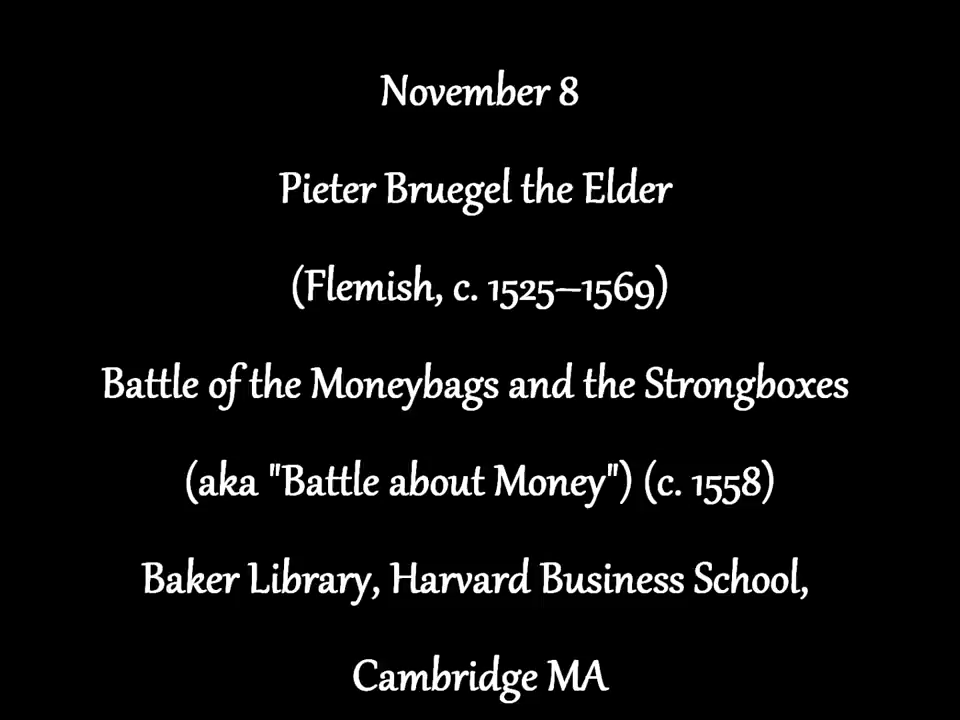 November 8
Pieter Bruegel the Elder
(Flemish, c. 1525–1569)
Battle of the Moneybags and the Strongboxes
(aka "Battle about Money") (c. 1558)
Baker Library, Harvard Business School,
Cambridge MA